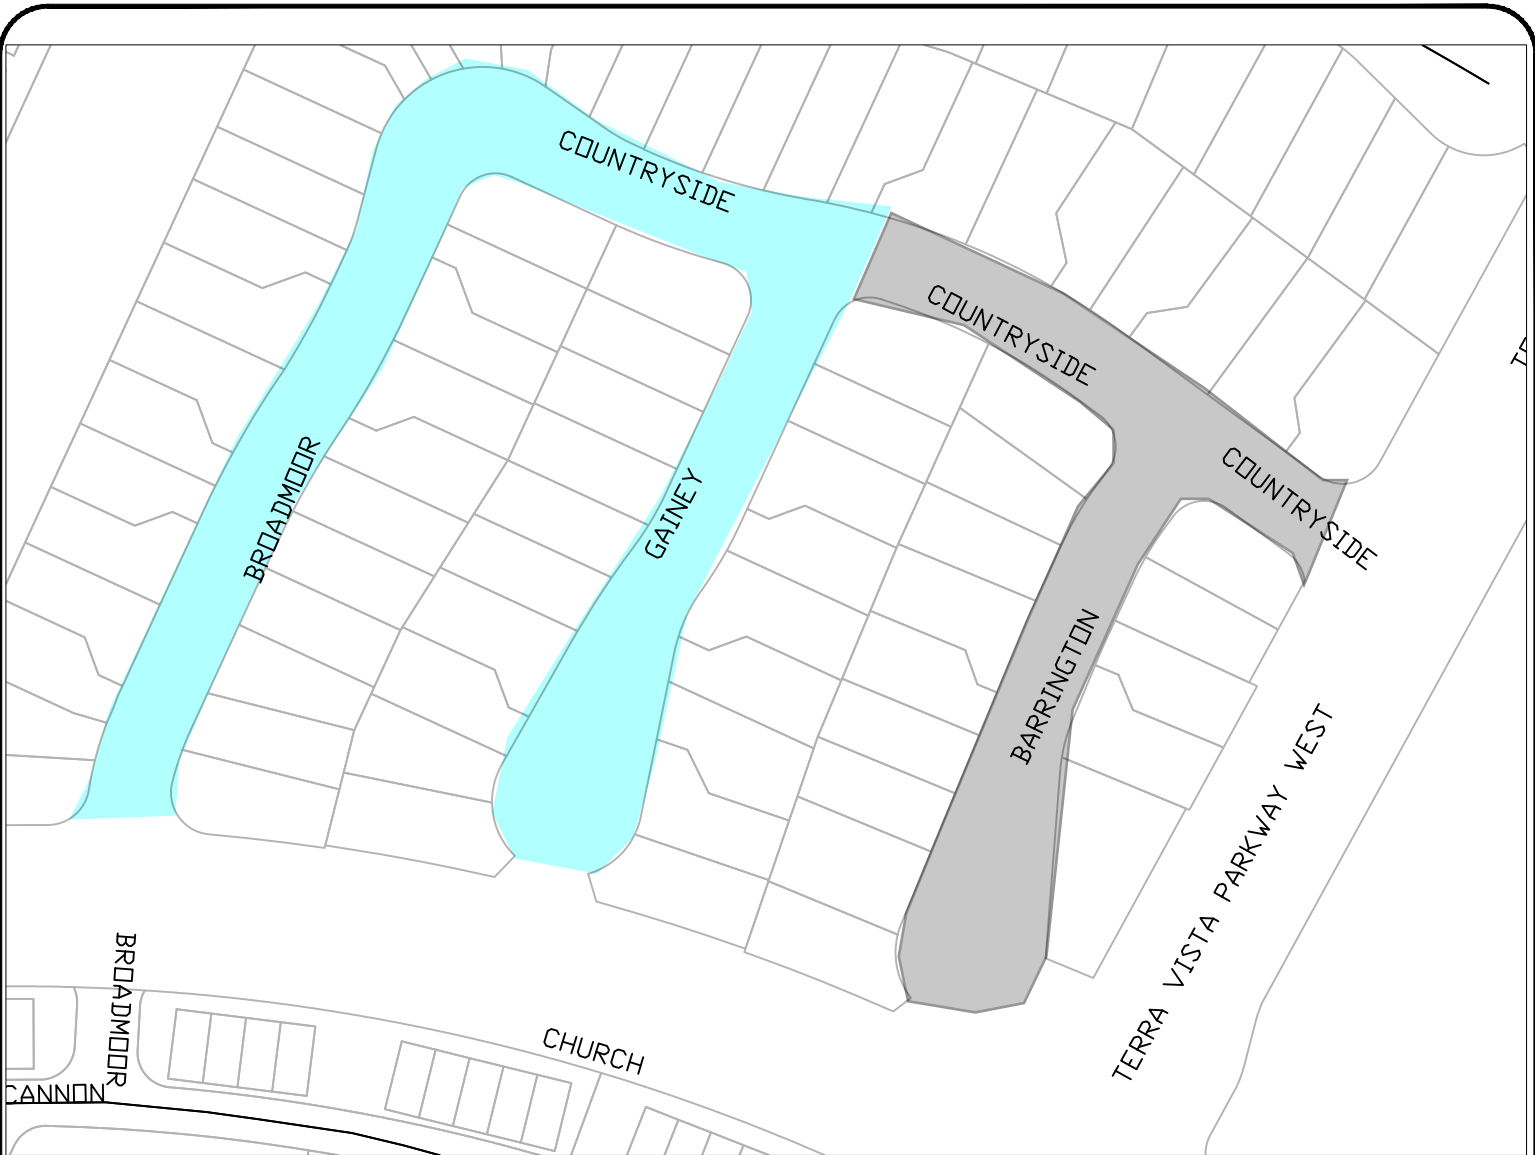 COUNTRYSIDE
COUNTRYSIDE
COUNTRYSIDE
BROADMOOR
GAINEY
BARRINGTON
TERRA VISTA PARKWAY WEST
BROADMOOR
CHURCH
CANNON